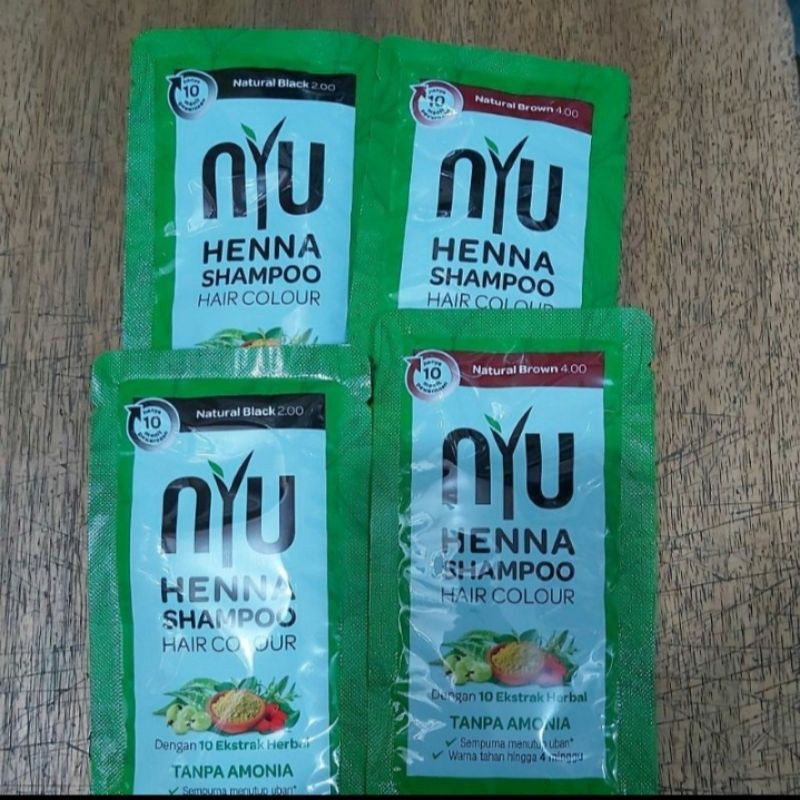 10
Natural Black 2.00
NYU
HENNA
SHAMPOO
HAIR COLOUR
10
Natural Brown 4.00
NYU
HENNA
SHAMPOO
HAIR COLOUR
10
Natural Black 2.00
NYU
HENNA
SHAMPOO
HAIR COLOUR
Dengan 10 Ekstrak Herbal
TANPA AMONIA
✓ Sempurna menutup uban*
10
Natural Brown 4.00
NYU
HENNA
SHAMPOO
HAIR COLOUR
Dengan 10 Ekstrak Herbal
TANPA AMONIA
✓ Sempurna menutup uban*
✓ Warna tahan hingga 4 minggu